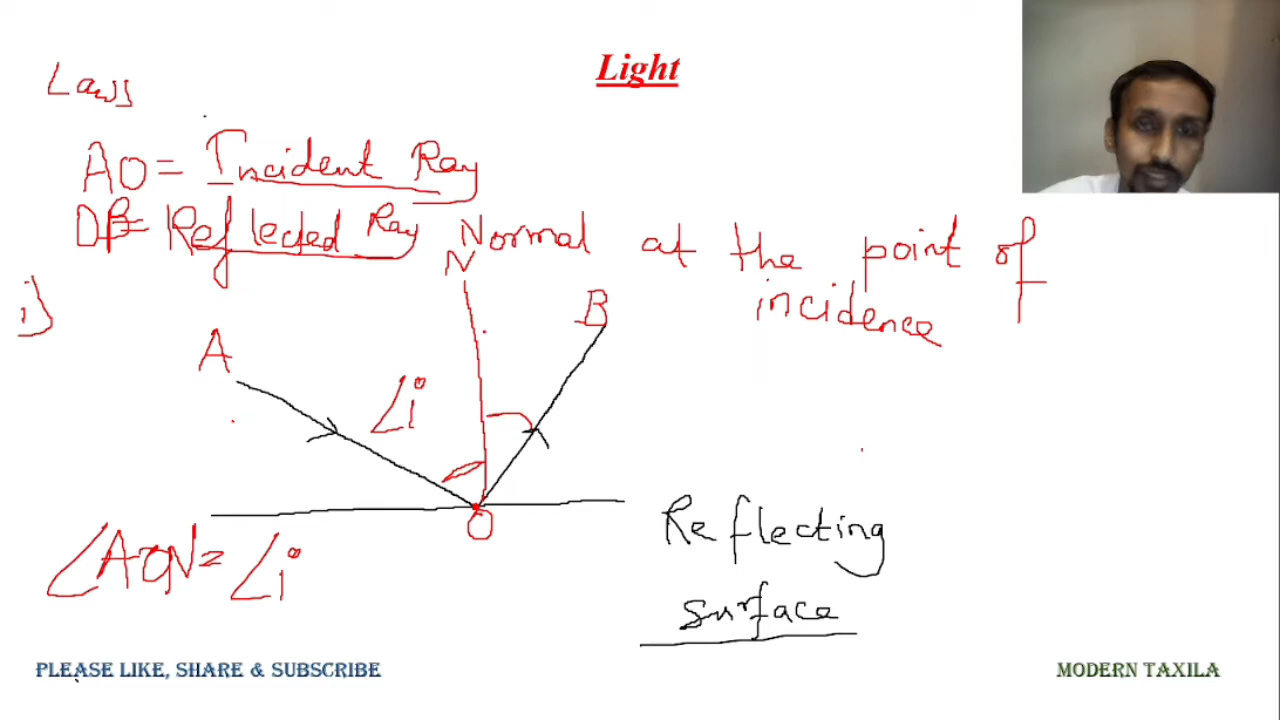 Light
Laws
AO = Incident Ray
OB = Reflected Ray
Normal at the point of
incidence
N
i)
B
A
∠i
O
Reflecting
surface
∠AON = ∠i
PLEASE LIKE, SHARE & SUBSCRIBE
MODERN TAXILA